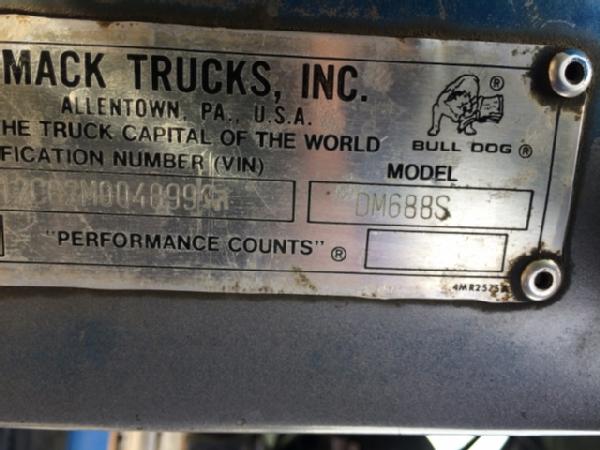 MACK TRUCKS, INC.
ALLENTOWN, PA., U.S.A.
THE TRUCK CAPITAL OF THE WORLD
BULL DOG ®
FICATION NUMBER (VIN)
MODEL
DM688S
"PERFORMANCE COUNTS" ®